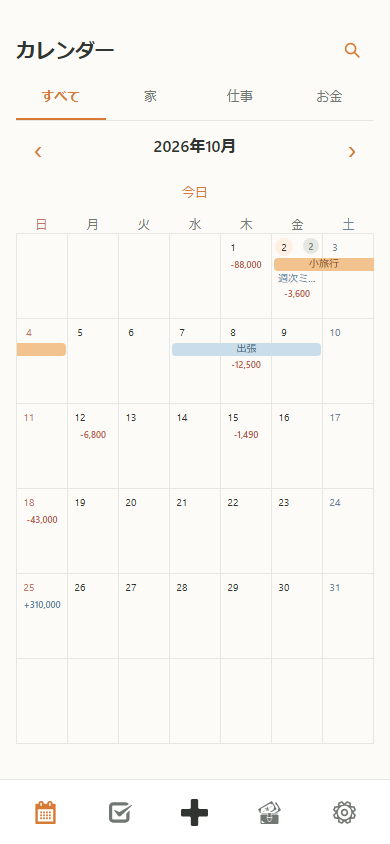 カレンダー
すべて 家 仕事 お金
‹ 2026年10月 ›
今日
日 月 火 水 木 金 土
1 2 2 3
-88,000 小旅行
週次ミ...
-3,600
4 5 6 7 8 9 10
出張
-12,500
11 12 13 14 15 16 17
-6,800 -1,490
18 19 20 21 22 23 24
-43,000
25 26 27 28 29 30 31
+310,000